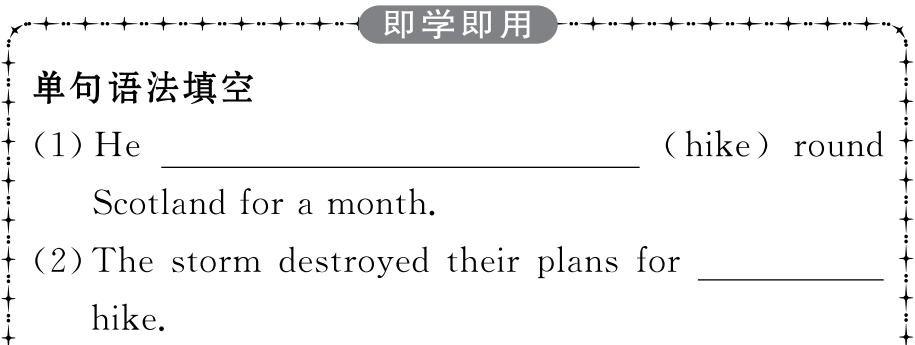 即学即用
单句语法填空
(1) He ______________ (hike) round
Scotland for a month.
(2) The storm destroyed their plans for ______
hike.